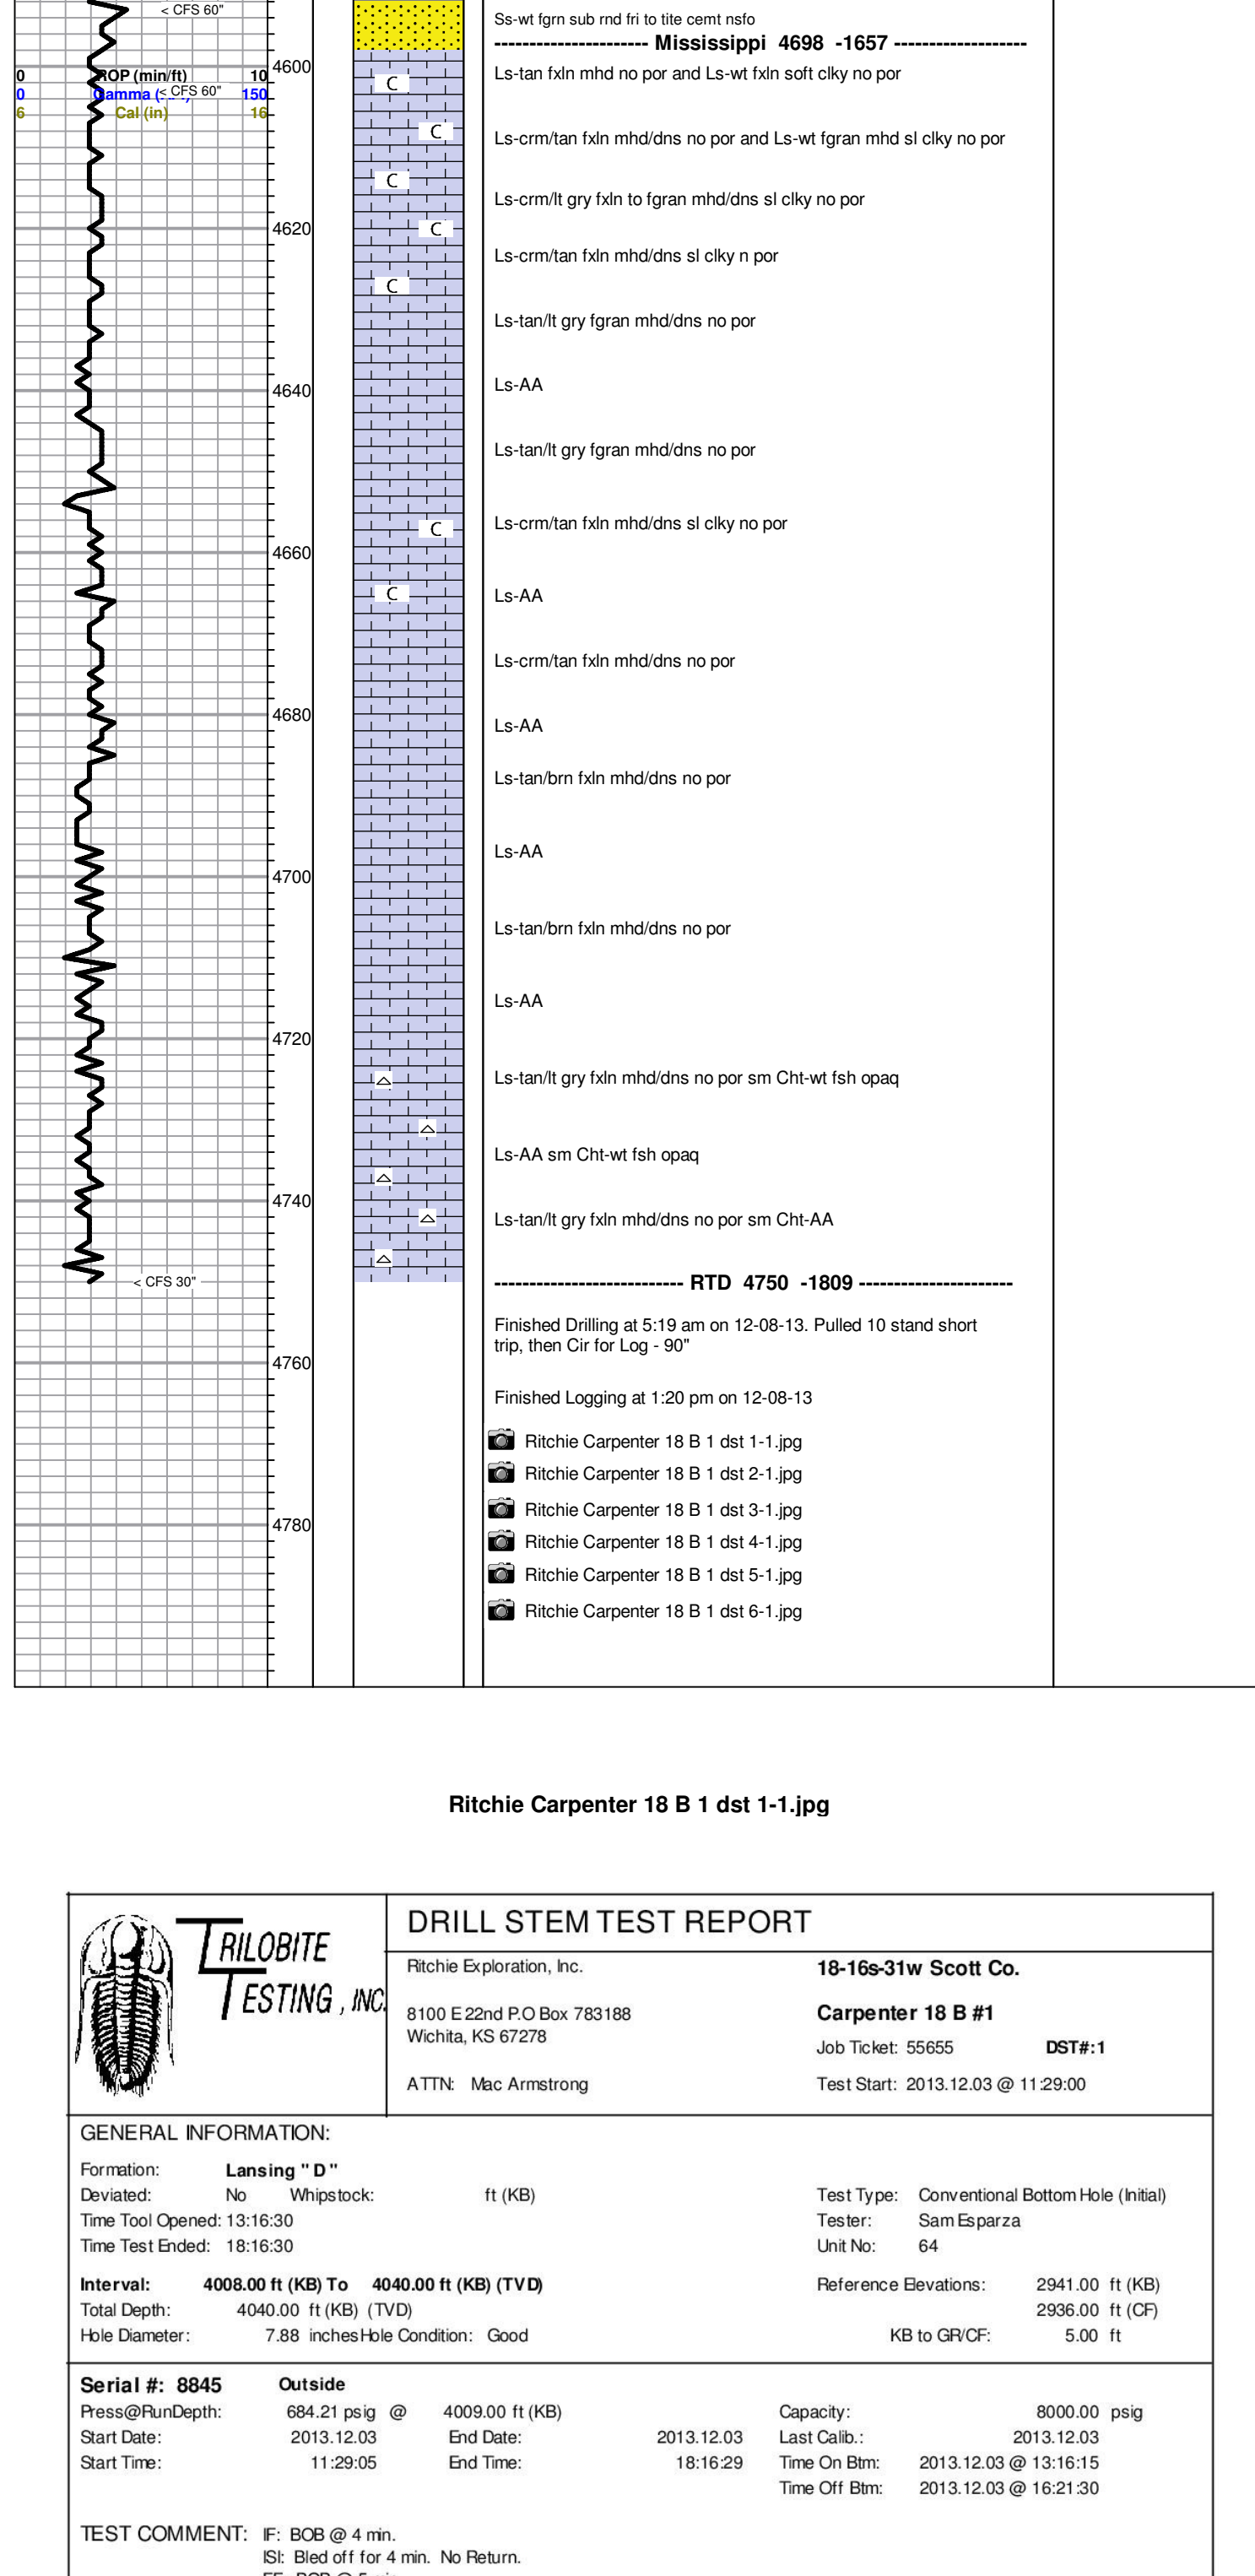 < CFS 60"
Ss-wt fgrn sub rnd fri to tite cemt nsfo
---------------------- Mississippi 4698 -1657 -------------------
4600
Ls-tan fxln mhd no por and Ls-wt fxln soft clky no por
0 ROP (min/ft) 10
C
0 Gamma ( 150
< CFS 60"
6 Cal (in) 16
C
Ls-crm/tan fxln mhd/dns no por and Ls-wt fgran mhd sl clky no por
C
Ls-crm/lt gry fxln to fgran mhd/dns sl clky no por
4620
C
Ls-crm/tan fxln mhd/dns sl clky n por
C
Ls-tan/lt gry fgran mhd/dns no por
4640
Ls-AA
Ls-tan/lt gry fgran mhd/dns no por
C
Ls-crm/tan fxln mhd/dns sl clky no por
4660
C
Ls-AA
Ls-crm/tan fxln mhd/dns no por
4680
Ls-AA
Ls-tan/brn fxln mhd/dns no por
Ls-AA
4700
Ls-tan/brn fxln mhd/dns no por
Ls-AA
4720
Ls-tan/lt gry fxln mhd/dns no por sm Cht-wt fsh opaq
Ls-AA sm Cht-wt fsh opaq
4740
Ls-tan/lt gry fxln mhd/dns no por sm Cht-AA
< CFS 30"
--------------------------- RTD 4750 -1809 ----------------------
Finished Drilling at 5:19 am on 12-08-13. Pulled 10 stand short
trip, then Cir for Log - 90"
4760
Finished Logging at 1:20 pm on 12-08-13
Ritchie Carpenter 18 B 1 dst 1-1.jpg
Ritchie Carpenter 18 B 1 dst 2-1.jpg
Ritchie Carpenter 18 B 1 dst 3-1.jpg
4780
Ritchie Carpenter 18 B 1 dst 4-1.jpg
Ritchie Carpenter 18 B 1 dst 5-1.jpg
Ritchie Carpenter 18 B 1 dst 6-1.jpg
Ritchie Carpenter 18 B 1 dst 1-1.jpg
TRILOBITE
TESTING, INC.
DRILL STEM TEST REPORT
Ritchie Exploration, Inc.
8100 E 22nd P.O Box 783188
Wichita, KS 67278
ATTN: Mac Armstrong
18-16s-31w Scott Co.
Carpenter 18 B #1
Job Ticket: 55655 DST#:1
Test Start: 2013.12.03 @ 11:29:00
GENERAL INFORMATION:
Formation: Lansing " D "
Deviated: No Whipstock: ft (KB)
Time Tool Opened: 13:16:30
Time Test Ended: 18:16:30
Test Type: Conventional Bottom Hole (Initial)
Tester: Sam Esparza
Unit No: 64
Interval: 4008.00 ft (KB) To 4040.00 ft (KB) (TVD)
Total Depth: 4040.00 ft (KB) (TVD)
Hole Diameter: 7.88 inches Hole Condition: Good
Reference Elevations: 2941.00 ft (KB)
2936.00 ft (CF)
KB to GR/CF: 5.00 ft
Serial #: 8845 Outside
Press@RunDepth: 684.21 psig @ 4009.00 ft (KB) Capacity: 8000.00 psig
Start Date: 2013.12.03 End Date: 2013.12.03 Last Calib.: 2013.12.03
Start Time: 11:29:05 End Time: 18:16:29 Time On Btm: 2013.12.03 @ 13:16:15
Time Off Btm: 2013.12.03 @ 16:21:30
TEST COMMENT: IF: BOB @ 4 min.
ISI: Bled off for 4 min. No Return.